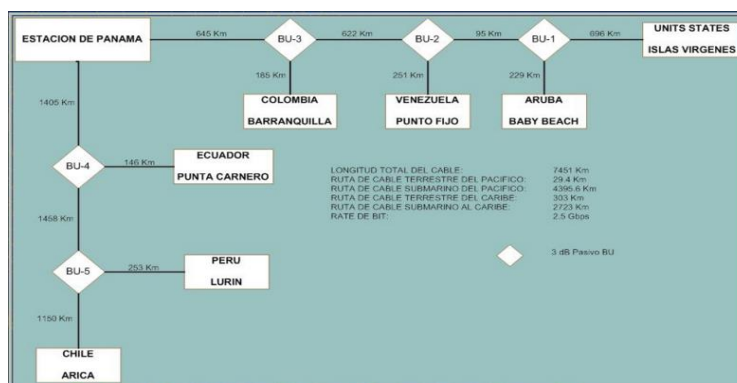 ESTACION DE PANAMA
645 Km
BU-3
622 Km
BU-2
95 Km
BU-1
696 Km
UNITS STATES
ISLAS VIRGENES
185 Km
251 Km
229 Km
COLOMBIA
BARRANQUILLA
VENEZUELA
PUNTO FIJO
ARUBA
BABY BEACH
1405 Km
BU-4
146 Km
ECUADOR
PUNTA CARNERO
LONGITUD TOTAL DEL CABLE: 7451 Km
RUTA DE CABLE TERRESTRE DEL PACIFICO: 29.4 Km
RUTA DE CABLE SUBMARINO DEL PACIFICO: 4395.6 Km
RUTA DE CABLE TERRESTRE DEL CARIBE: 303 Km
RUTA DE CABLE SUBMARINO AL CARIBE: 2723 Km
RATE DE BIT: 2.5 Gbps
3 dB Pasivo BU
1458 Km
BU-5
253 Km
PERU
LURIN
1150 Km
CHILE
ARICA